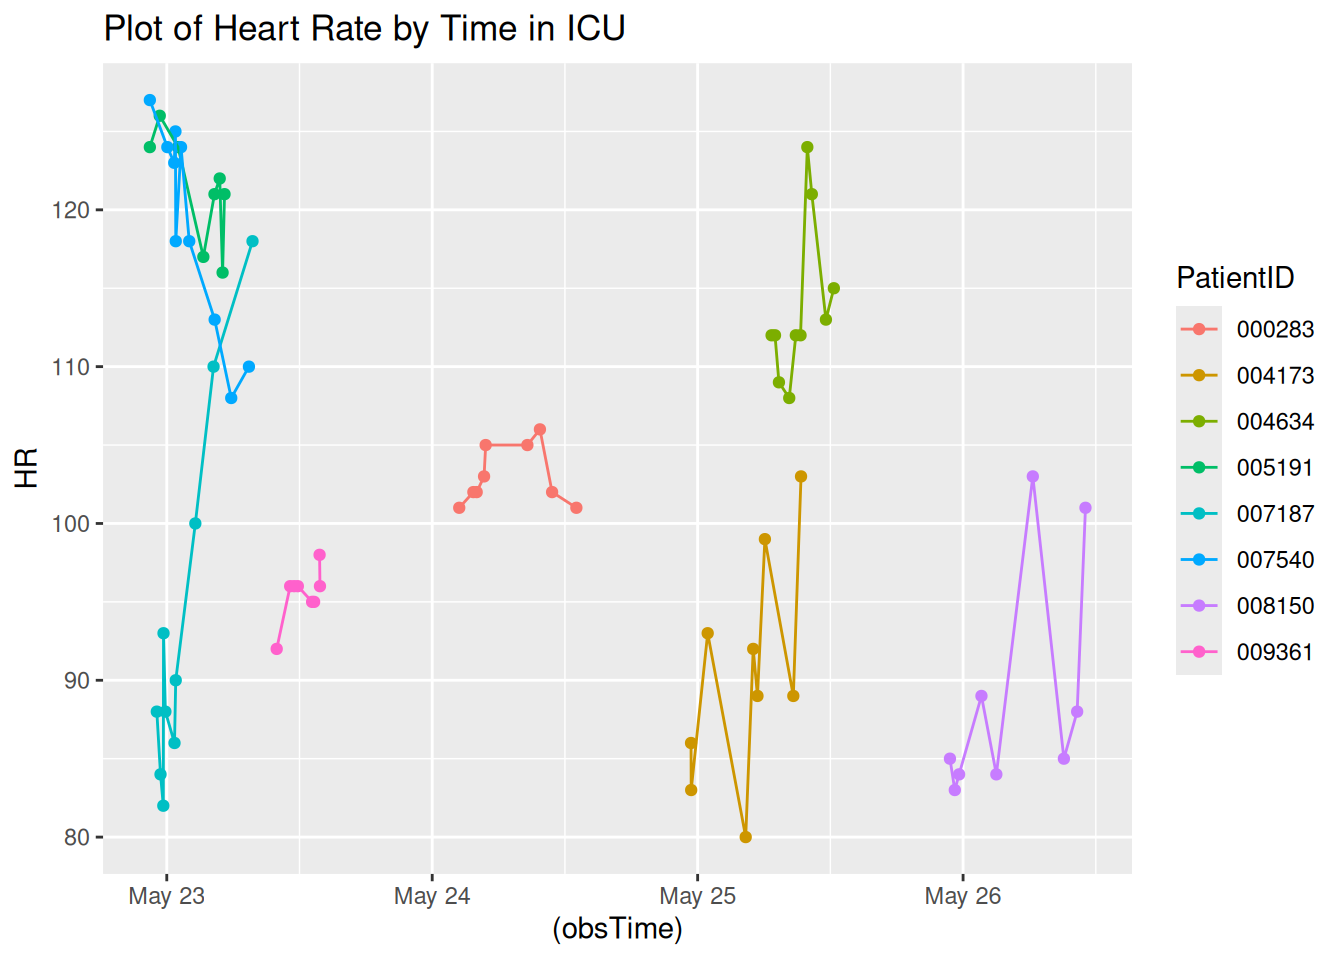 Plot of Heart Rate by Time in ICU
HR
120
110
100
90
80
May 23
May 24
May 25
May 26
(obsTime)
PatientID
000283
004173
004634
005191
007187
007540
008150
009361